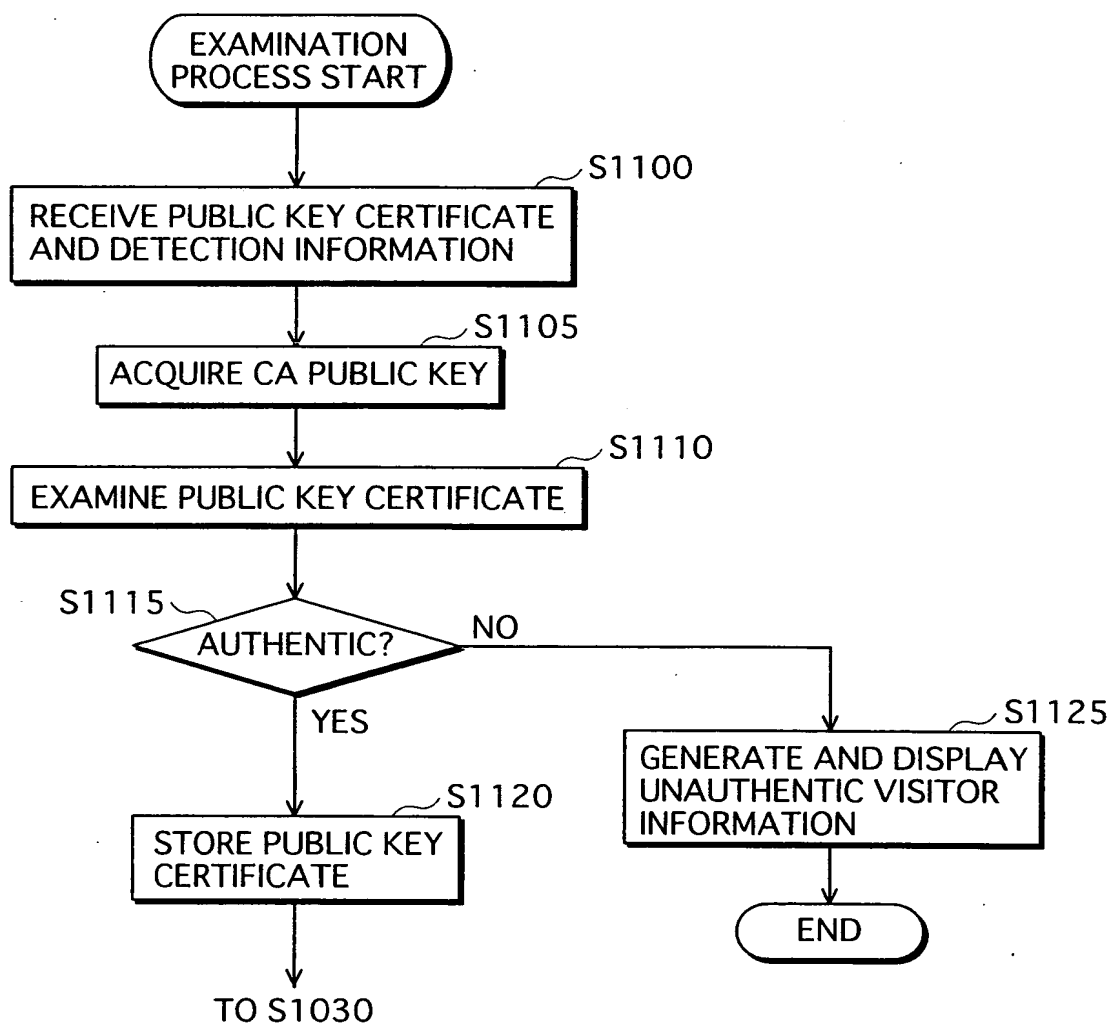 EXAMINATION
PROCESS START
S1100
RECEIVE PUBLIC KEY CERTIFICATE
AND DETECTION INFORMATION
S1105
ACQUIRE CA PUBLIC KEY
S1110
EXAMINE PUBLIC KEY CERTIFICATE
S1115
AUTHENTIC?
NO
YES
S1125
GENERATE AND DISPLAY
UNAUTHENTIC VISITOR
INFORMATION
S1120
STORE PUBLIC KEY
CERTIFICATE
END
TO S1030